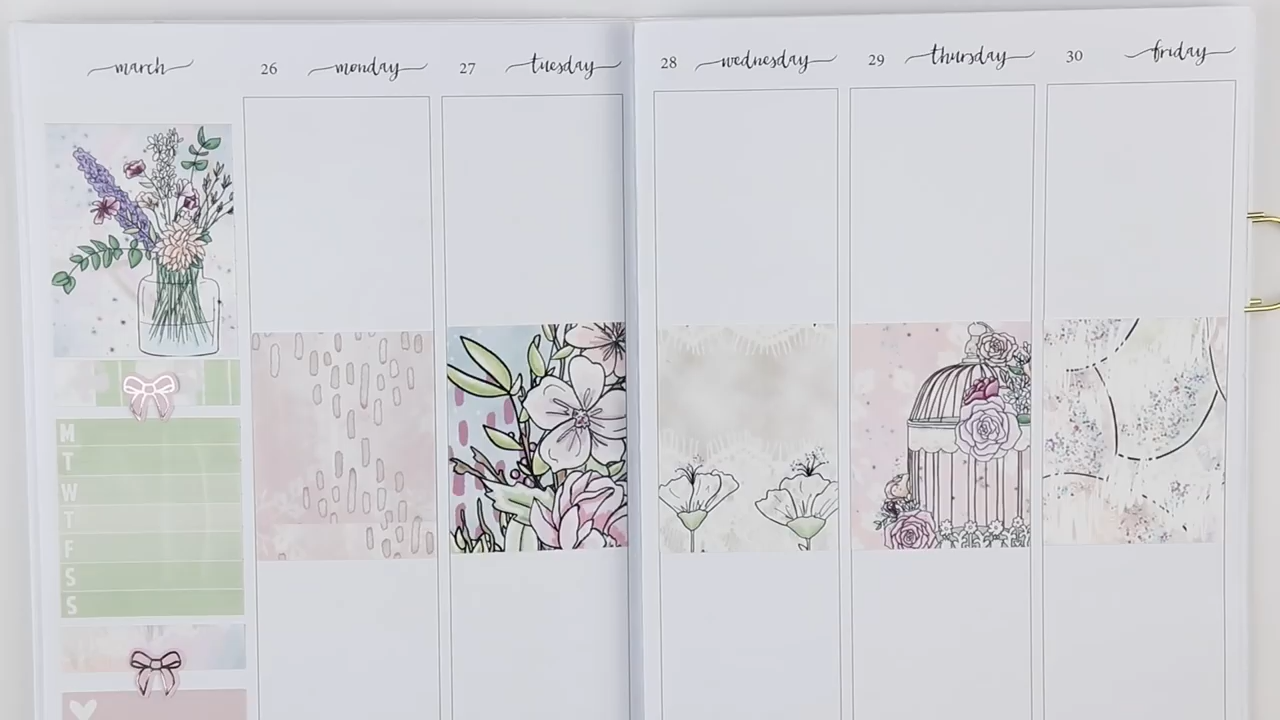 march
26 monday
27 tuesday
28 wednesday
29 thursday
30 friday
M
T
W
T
F
S
S